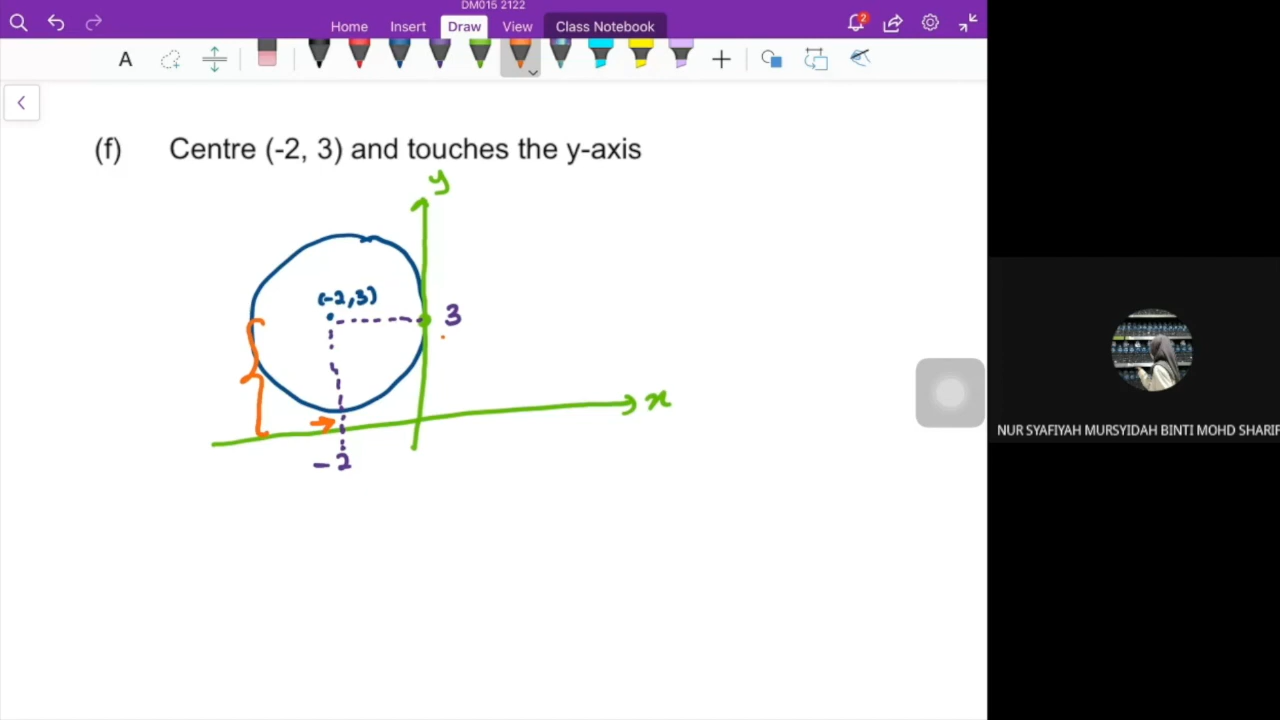 DM015 2122
Home Insert Draw View Class Notebook
2
A
(f) Centre (-2, 3) and touches the y-axis
y
(-2,3)
3
x
-2
NUR SYAFIYAH MURSYIDAH BINTI MOHD SHARIF